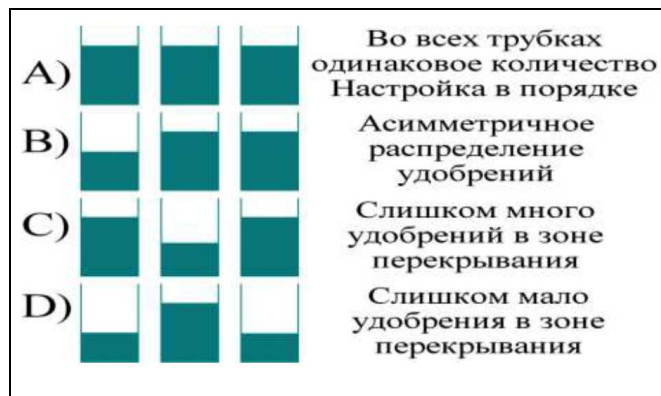 A) Во всех трубках
одинаковое количество
Настройка в порядке
B) Асимметричное
распределение
удобрений
C) Слишком много
удобрений в зоне
перекрывания
D) Слишком мало
удобрения в зоне
перекрывания